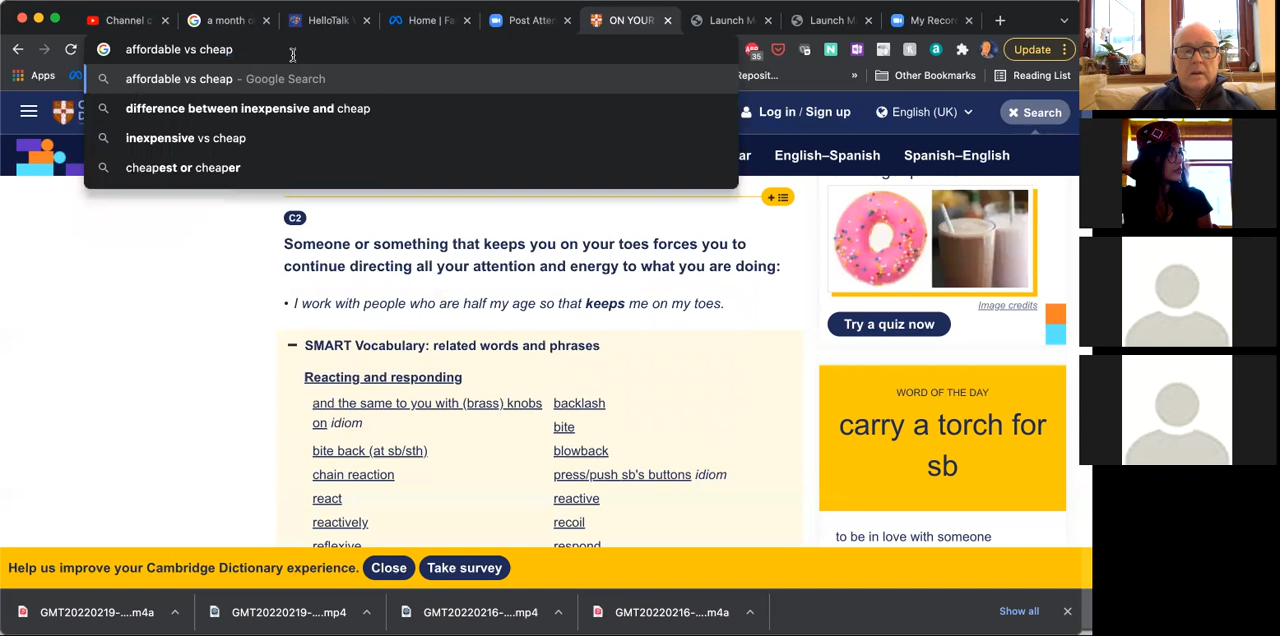 Channel c
a month o
HelloTalk
Home | Fa
Post Atten
ON YOUR
Launch M
Launch M
My Recor
affordable vs cheap
35
Update
Apps
affordable vs cheap - Google Search
difference between inexpensive and cheap
inexpensive vs cheap
cheapest or cheaper
Reposit...
»
Other Bookmarks
Reading List
Log in / Sign up
English (UK)
Search
ar
English–Spanish
Spanish–English
C2
Someone or something that keeps you on your toes forces you to
continue directing all your attention and energy to what you are doing:
• I work with people who are half my age so that keeps me on my toes.
SMART Vocabulary: related words and phrases
Reacting and responding
and the same to you with (brass) knobs
on idiom
bite back (at sb/sth)
chain reaction
react
reactively
reflexive
backlash
bite
blowback
press/push sb's buttons idiom
reactive
recoil
respond
Image credits
Try a quiz now
WORD OF THE DAY
carry a torch for
sb
to be in love with someone
Help us improve your Cambridge Dictionary experience.
Close
Take survey
GMT20220219-....m4a
GMT20220219-....mp4
GMT20220216-....mp4
GMT20220216-....m4a
Show all